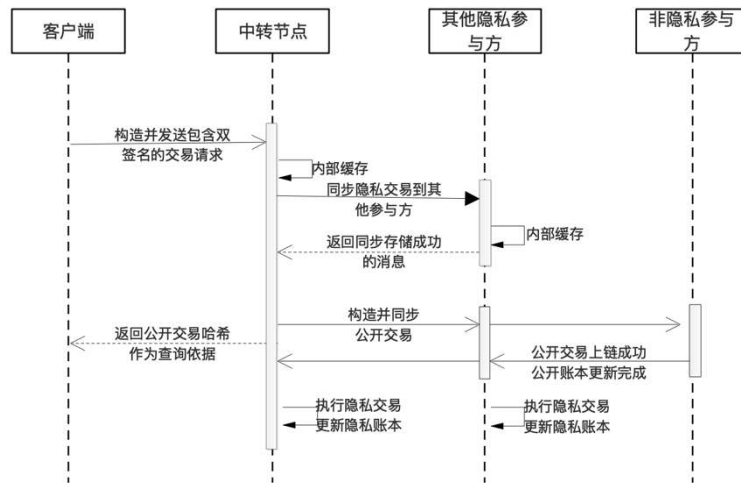 客户端
中转节点
其他隐私参
与方
非隐私参与
方
构造并发送包含双
签名的交易请求
内部缓存
同步隐私交易到其
他参与方
内部缓存
返回同步存储成功
的消息
构造并同步
公开交易
返回公开交易哈希
作为查询依据
公开交易上链成功
公开账本更新完成
执行隐私交易
更新隐私账本
执行隐私交易
更新隐私账本